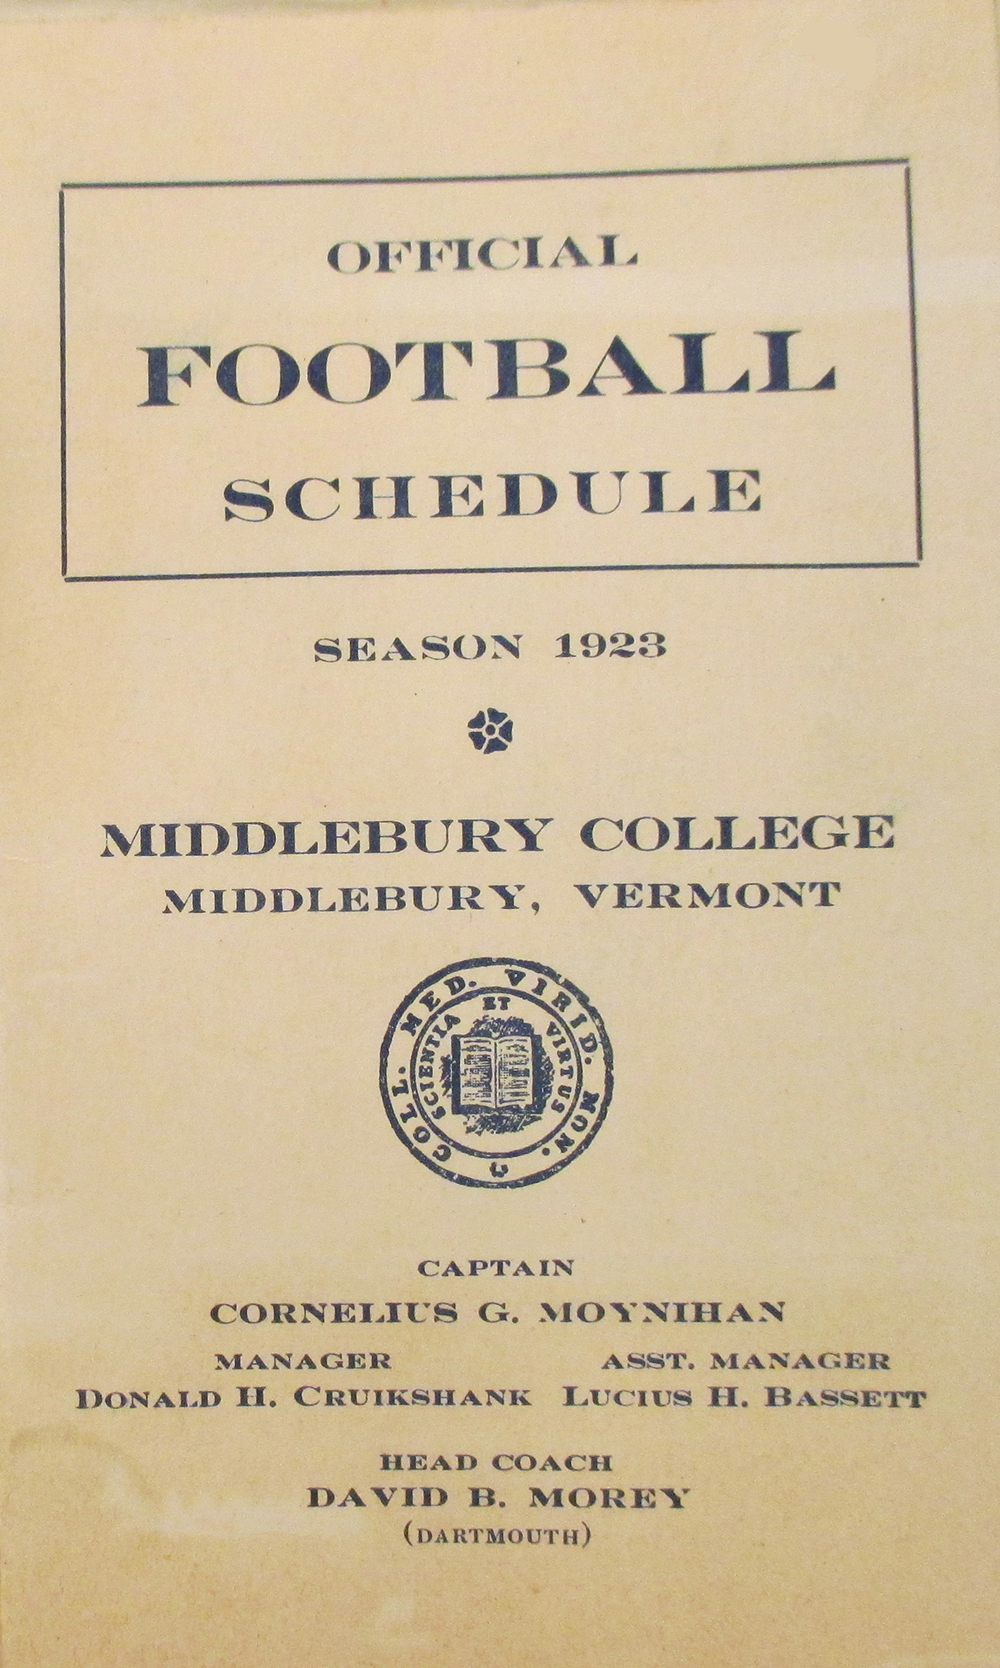 OFFICIAL
FOOTBALL
SCHEDULE
SEASON 1923
MIDDLEBURY COLLEGE
MIDDLEBURY, VERMONT
COLL. MED. VIRID. MON.
SCIENTIA ET VIRTUS
CAPTAIN
CORNELIUS G. MOYNIHAN
MANAGER ASST. MANAGER
DONALD H. CRUIKSHANK LUCIUS H. BASSETT
HEAD COACH
DAVID B. MOREY
(DARTMOUTH)